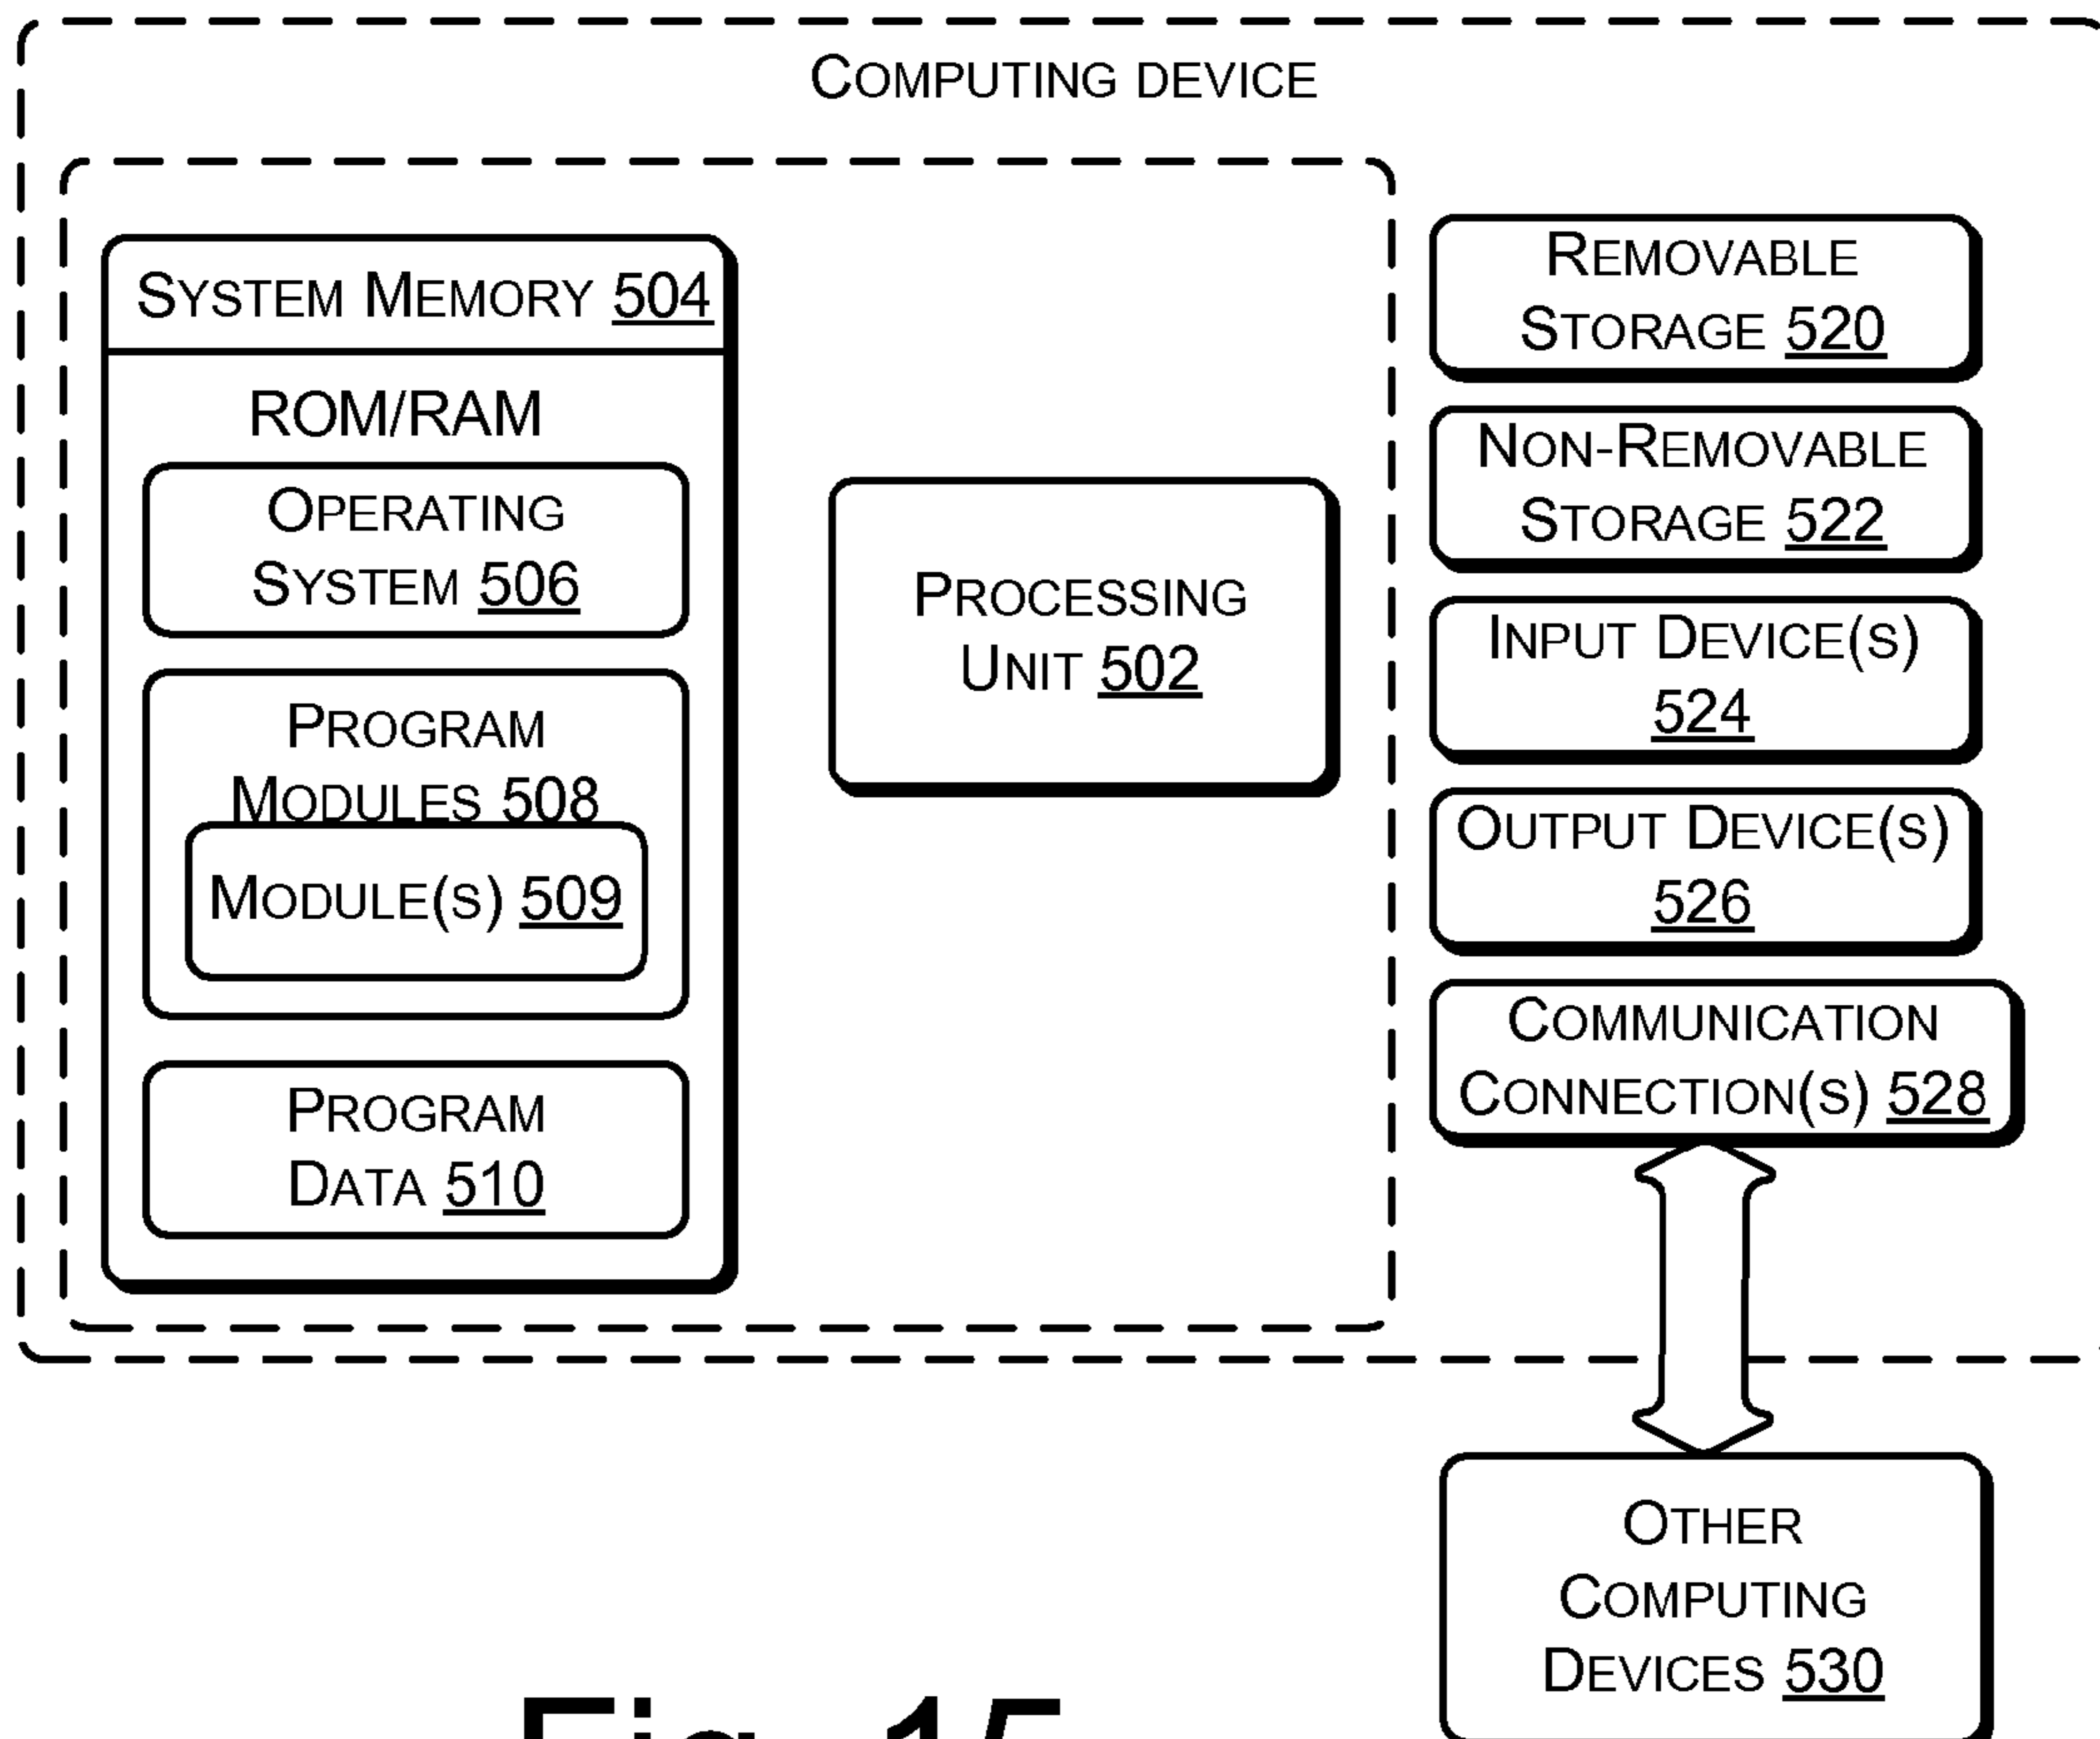 COMPUTING DEVICE
SYSTEM MEMORY 504
ROM/RAM
OPERATING
SYSTEM 506
PROGRAM
MODULES 508
MODULE(S) 509
PROGRAM
DATA 510
PROCESSING
UNIT 502
REMOVABLE
STORAGE 520
NON-REMOVABLE
STORAGE 522
INPUT DEVICE(S)
524
OUTPUT DEVICE(S)
526
COMMUNICATION
CONNECTION(S) 528
OTHER
COMPUTING
DEVICES 530
Fig. 15